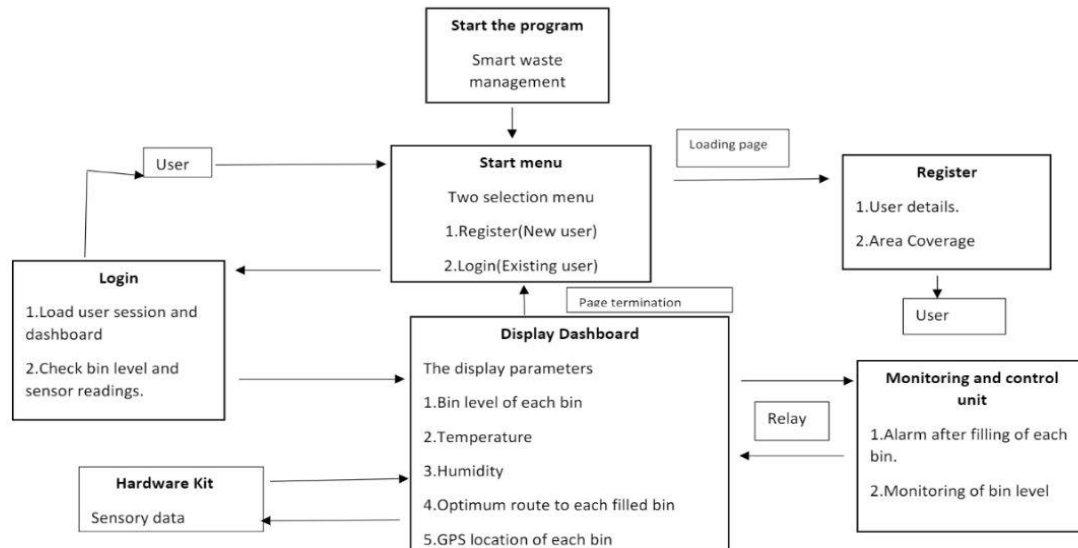 Start the program
Smart waste
management
User
Start menu
Two selection menu
1.Register(New user)
2.Login(Existing user)
Loading page
Register
1.User details.
2.Area Coverage
User
Login
1.Load user session and
dashboard
2.Check bin level and
sensor readings.
Page termination
Display Dashboard
The display parameters
1.Bin level of each bin
2.Temperature
3.Humidity
4.Optimum route to each filled bin
5.GPS location of each bin
Relay
Monitoring and control
unit
1.Alarm after filling of each
bin.
2.Monitoring of bin level
Hardware Kit
Sensory data